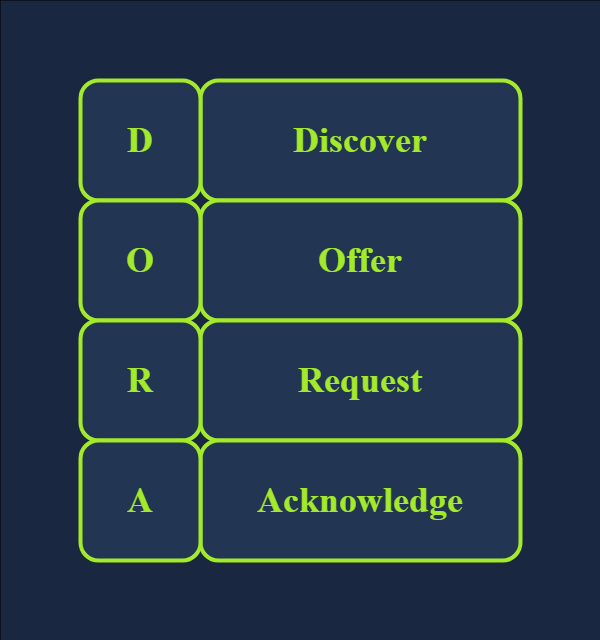 D Discover
O Offer
R Request
A Acknowledge